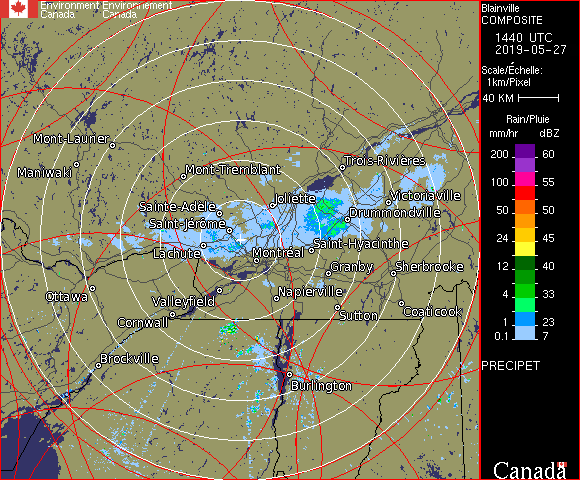 Environment Environnement
Canada Canada
Blainville
COMPOSITE
1440 UTC
2019-05-27
Scale/Échelle:
1km/Pixel
40 KM
Rain/Pluie
mm/hr dBZ
200 60
100 55
50 50
24 45
12 40
4 33
1 23
0.1 7
PRECIPET
Canada
Mont-Laurier
Maniwaki
Mont-Tremblant
Trois-Rivières
Sainte-Adèle
Joliette
Victoriaville
Saint-Jérôme
Drummondville
Lachute
Montréal
Saint-Hyacinthe
Granby
Sherbrooke
Ottawa
Valleyfield
Napierville
Cornwall
Sutton
Coaticook
Brockville
Burlington